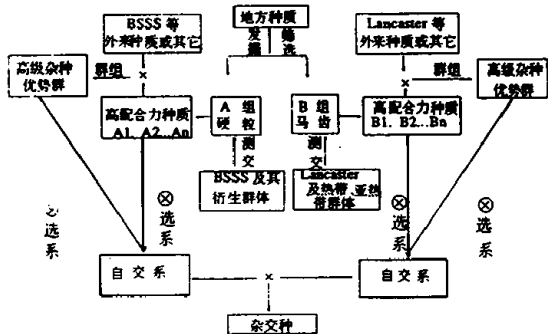 BSSS 等
外来种质或其它
地方种质
Lancaster 等
外来种质或其它
发掘
筛选
高级杂种
优势群
群组
×
×
群组
高级杂种
优势群
高配合力种质
A1、A2...An
A 组
硬粒
B 组
马齿
高配合力种质
B1、B2...Bn
测交
测交
BSSS 及其
衍生群体
Lancaster
及热带、亚热
带群体
选系
⊗选系
⊗选系
⊗选系
自交系
×
自交系
杂交种